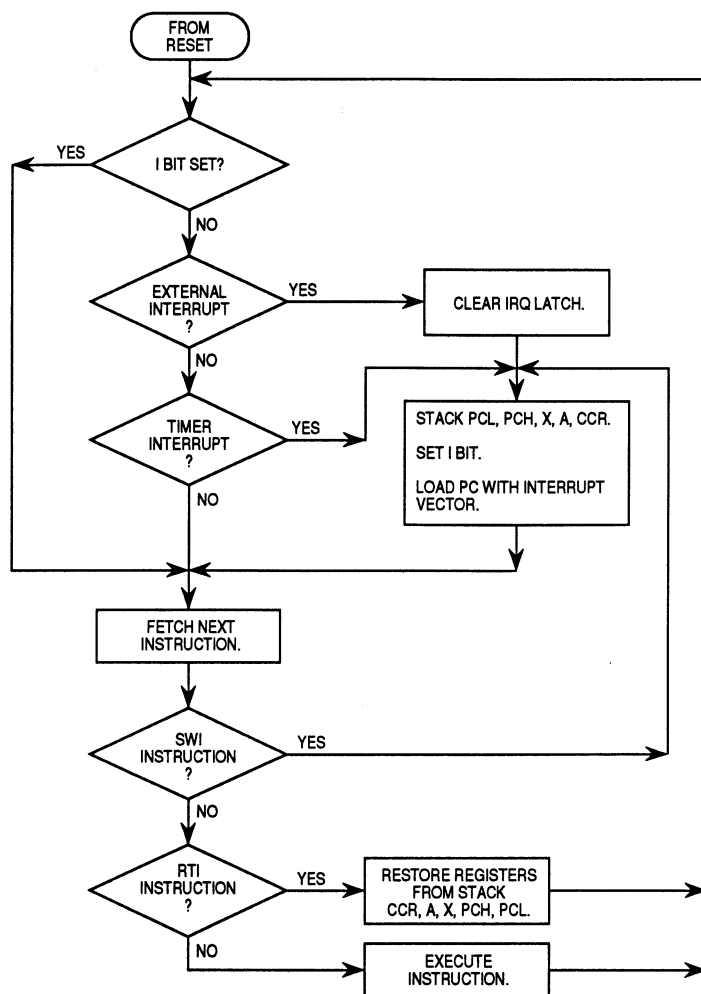 FROM
RESET
I BIT SET?
YES
NO
EXTERNAL
INTERRUPT
?
YES
CLEAR IRQ LATCH.
NO
TIMER
INTERRUPT
?
YES
STACK PCL, PCH, X, A, CCR.
SET I BIT.
LOAD PC WITH INTERRUPT
VECTOR.
NO
FETCH NEXT
INSTRUCTION.
SWI
INSTRUCTION
?
YES
NO
RTI
INSTRUCTION
?
YES
RESTORE REGISTERS
FROM STACK
CCR, A, X, PCH, PCL.
NO
EXECUTE
INSTRUCTION.